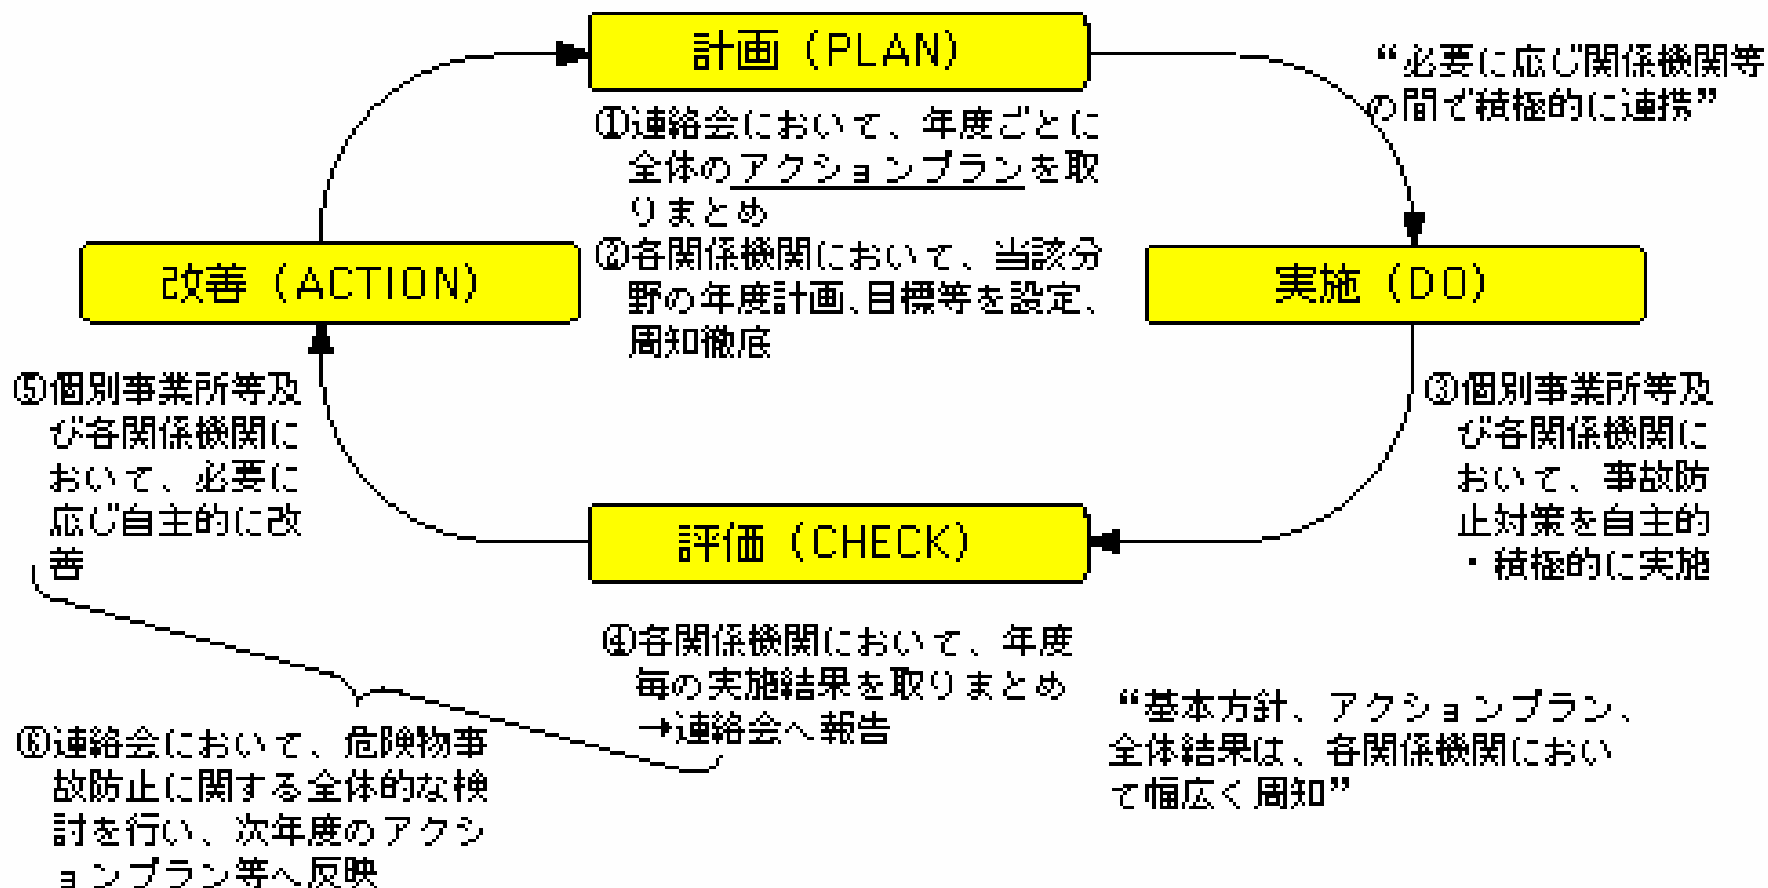 計画（PLAN）
“必要に応じ関係機関等
の間で積極的に連携”
①連絡会において、年度ごとに
全体のアクションプランを取
りまとめ
②各関係機関において、当該分
野の年度計画、目標等を設定、
周知徹底
改善（ACTION）
実施（DO）
⑤個別事業所等及
び各関係機関に
おいて、必要に
応じ自主的に改
善
③個別事業所等及
び各関係機関に
おいて、事故防
止対策を自主的
・積極的に実施
評価（CHECK）
④各関係機関において、年度
毎の実施結果を取りまとめ
→連絡会へ報告
“基本方針、アクションプラン、
全体結果は、各関係機関におい
て幅広く周知”
⑥連絡会において、危険物事
故防止に関する全体的な検
討を行い、次年度のアクシ
ョンプラン等へ反映